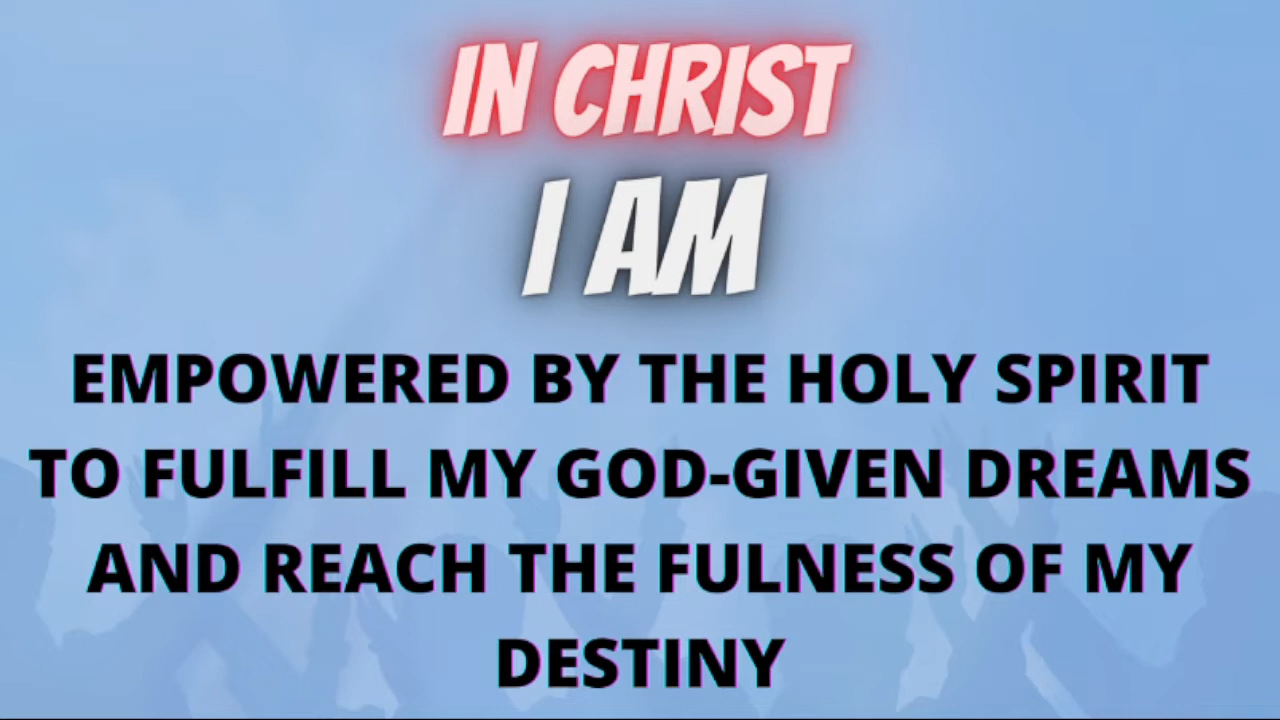 IN CHRIST
I AM
EMPOWERED BY THE HOLY SPIRIT
TO FULFILL MY GOD-GIVEN DREAMS
AND REACH THE FULNESS OF MY
DESTINY